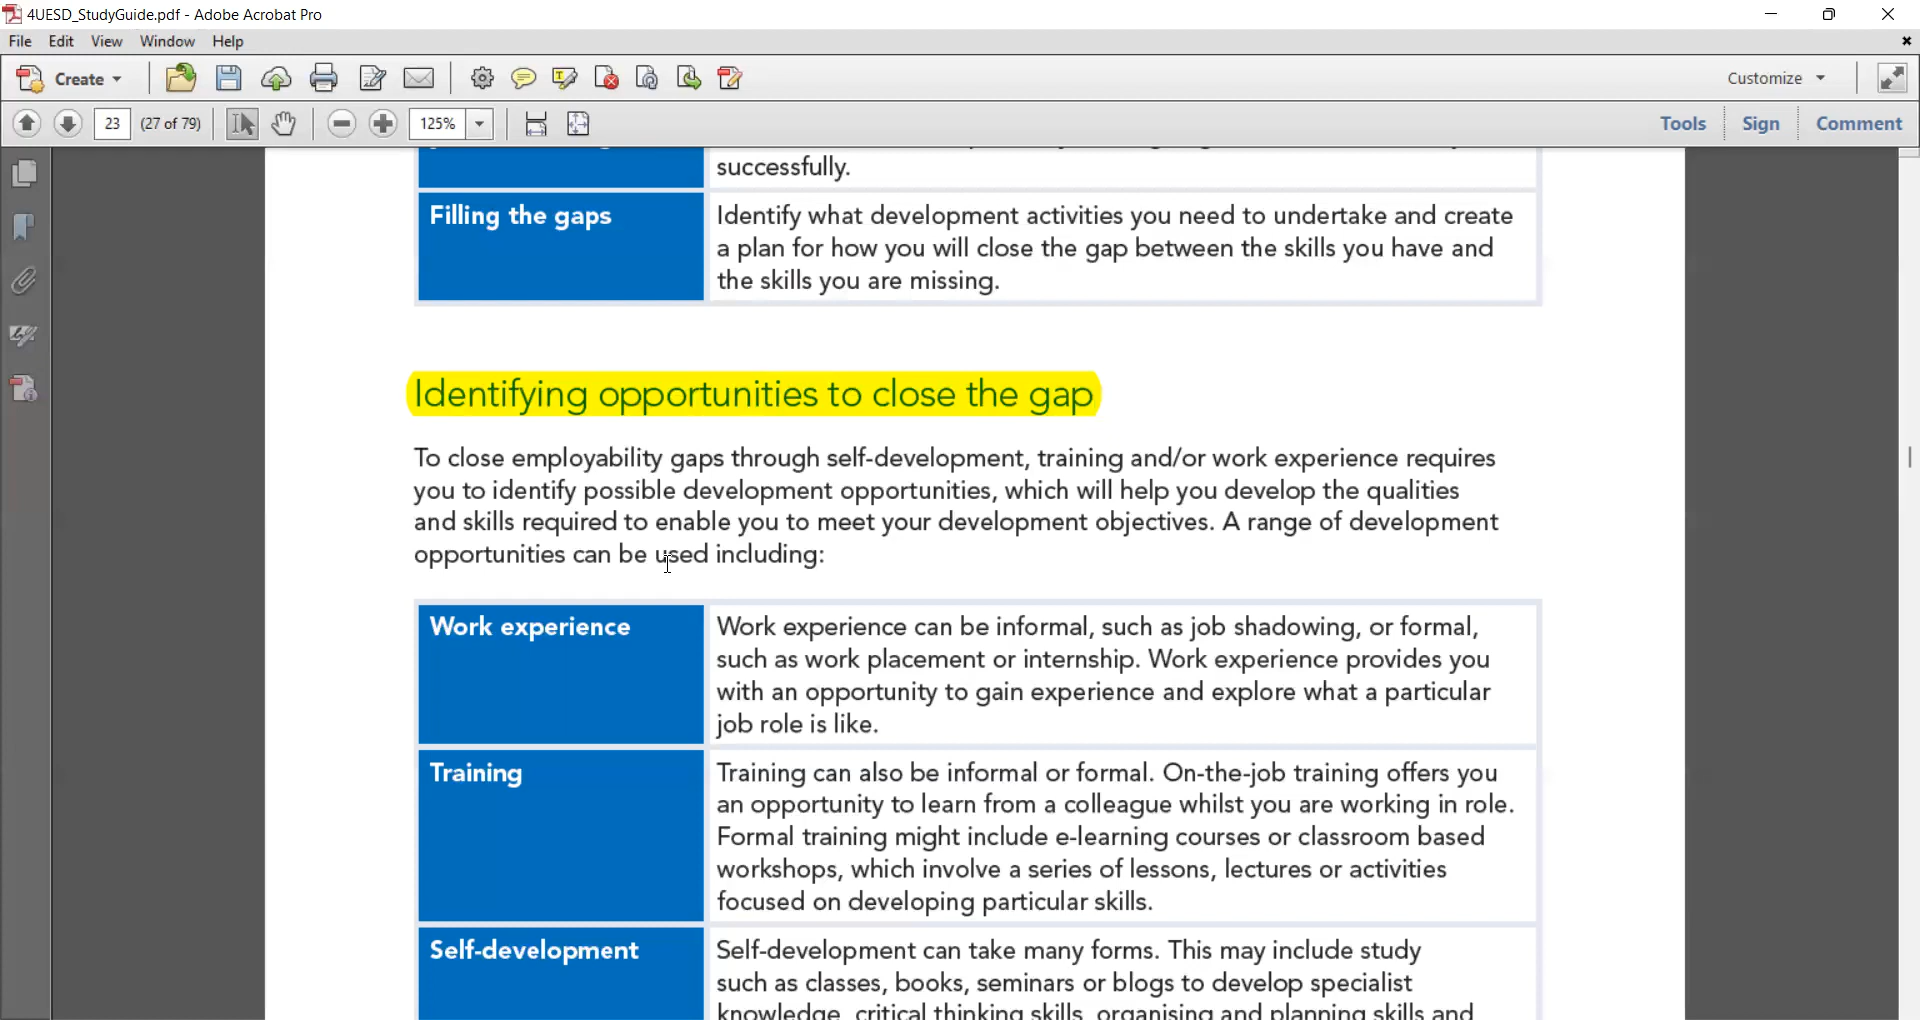 4UESD_StudyGuide.pdf - Adobe Acrobat Pro
File Edit View Window Help
Create Customize
23 (27 of 79) 125% Tools Sign Comment
successfully.
Filling the gaps
Identify what development activities you need to undertake and create
a plan for how you will close the gap between the skills you have and
the skills you are missing.
Identifying opportunities to close the gap
To close employability gaps through self-development, training and/or work experience requires
you to identify possible development opportunities, which will help you develop the qualities
and skills required to enable you to meet your development objectives. A range of development
opportunities can be used including:
Work experience
Work experience can be informal, such as job shadowing, or formal,
such as work placement or internship. Work experience provides you
with an opportunity to gain experience and explore what a particular
job role is like.
Training
Training can also be informal or formal. On-the-job training offers you
an opportunity to learn from a colleague whilst you are working in role.
Formal training might include e-learning courses or classroom based
workshops, which involve a series of lessons, lectures or activities
focused on developing particular skills.
Self-development
Self-development can take many forms. This may include study
such as classes, books, seminars or blogs to develop specialist
knowledge, critical thinking skills, organising and planning skills and